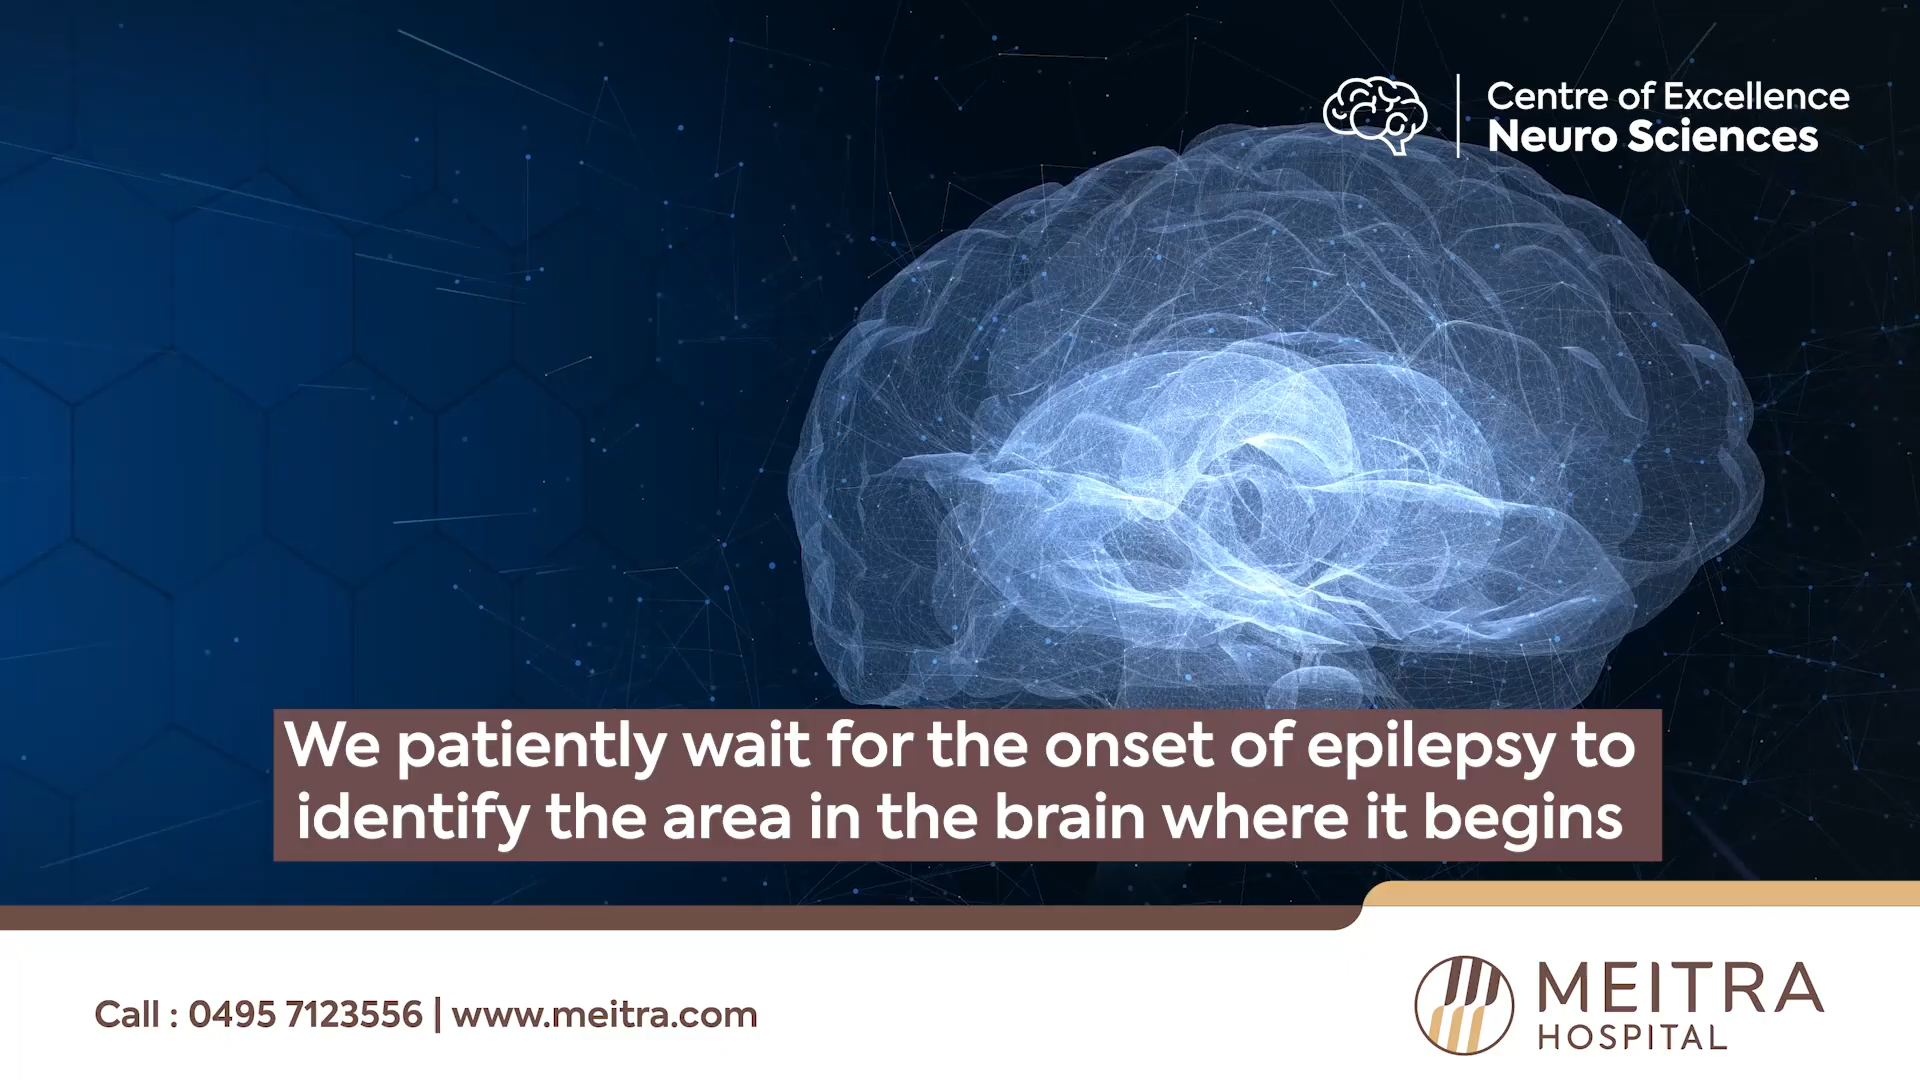 Centre of Excellence
Neuro Sciences
We patiently wait for the onset of epilepsy to
identify the area in the brain where it begins
Call : 0495 7123556 | www.meitra.com
MEITRA
HOSPITAL